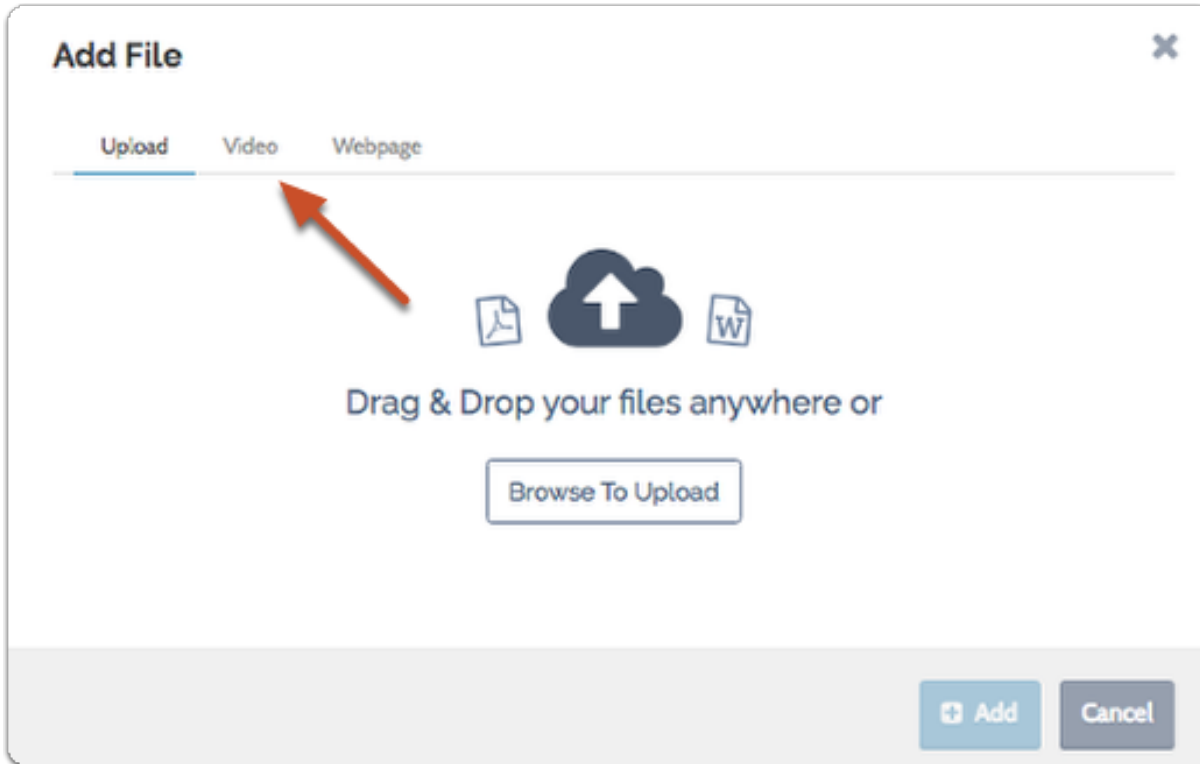 Add File
Upload Video Webpage
W
Drag & Drop your files anywhere or
Browse To Upload
Add Cancel